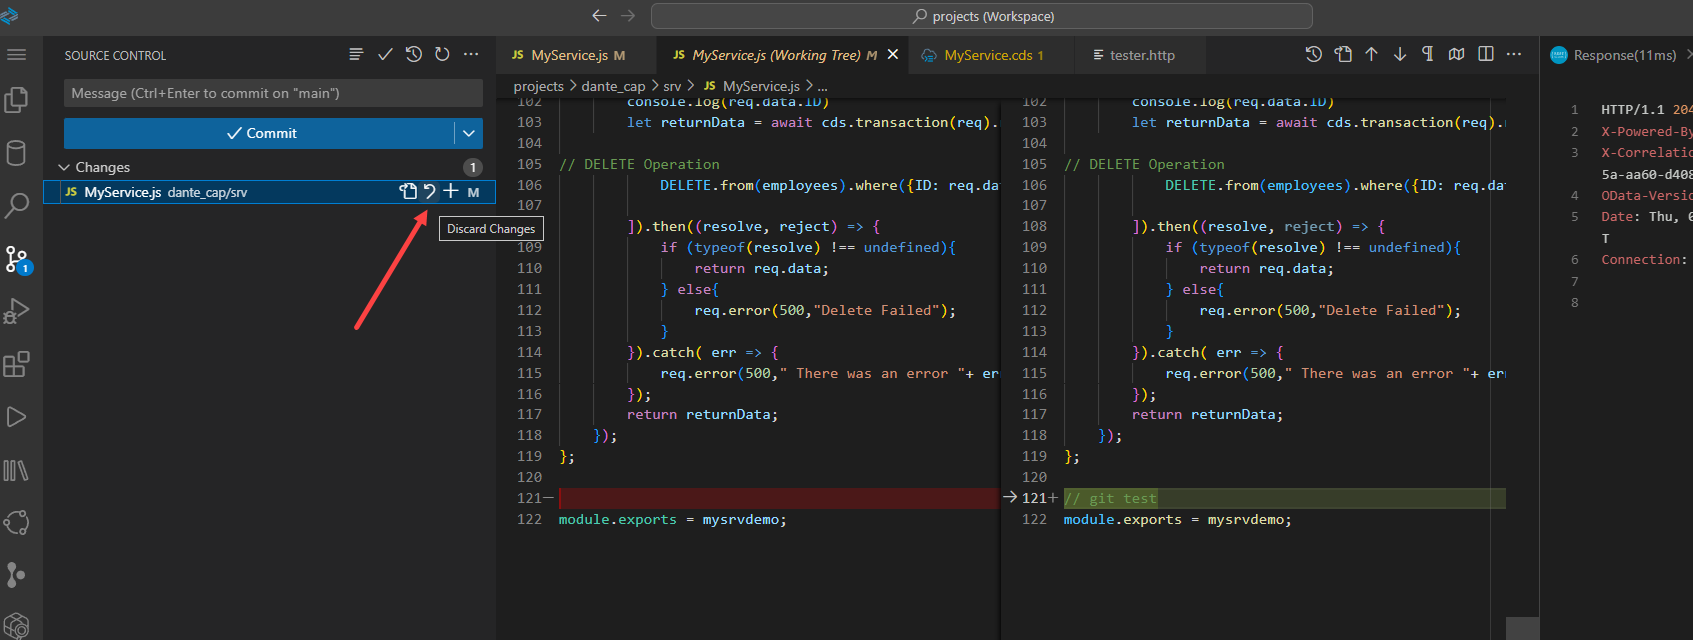 projects (Workspace)
SOURCE CONTROL
Message (Ctrl+Enter to commit on "main")
Commit
Changes
1
JS MyService.js dante_cap/srv
M
Discard Changes
1
JS MyService.js M
JS MyService.js (Working Tree) M
MyService.cds 1
tester.http
projects > dante_cap > srv > JS MyService.js > ...
102 console.log(req.data.ID)
103 let returnData = await cds.transaction(req).
104
105 // DELETE Operation
106 DELETE.from(employees).where({ID: req.da
107
]).then((resolve, reject) => {
109 if (typeof(resolve) !== undefined){
110 return req.data;
111 } else{
112 req.error(500,"Delete Failed");
113 }
114 }).catch( err => {
115 req.error(500," There was an error "+ er
116 });
117 return returnData;
118 });
119 };
120
121—
122 module.exports = mysrvdemo;
102 console.log(req.data.ID)
103 let returnData = await cds.transaction(req).
104
105 // DELETE Operation
106 DELETE.from(employees).where({ID: req.da
107
108 ]).then((resolve, reject) => {
109 if (typeof(resolve) !== undefined){
110 return req.data;
111 } else{
112 req.error(500,"Delete Failed");
113 }
114 }).catch( err => {
115 req.error(500," There was an error "+ er
116 });
117 return returnData;
118 });
119 };
120
121+ // git test
122 module.exports = mysrvdemo;
Response(11ms)
1 HTTP/1.1 204
2 X-Powered-By
3 X-Correlatio
5a-aa60-d408
4 OData-Versio
5 Date: Thu, 0
T
6 Connection:
7
8